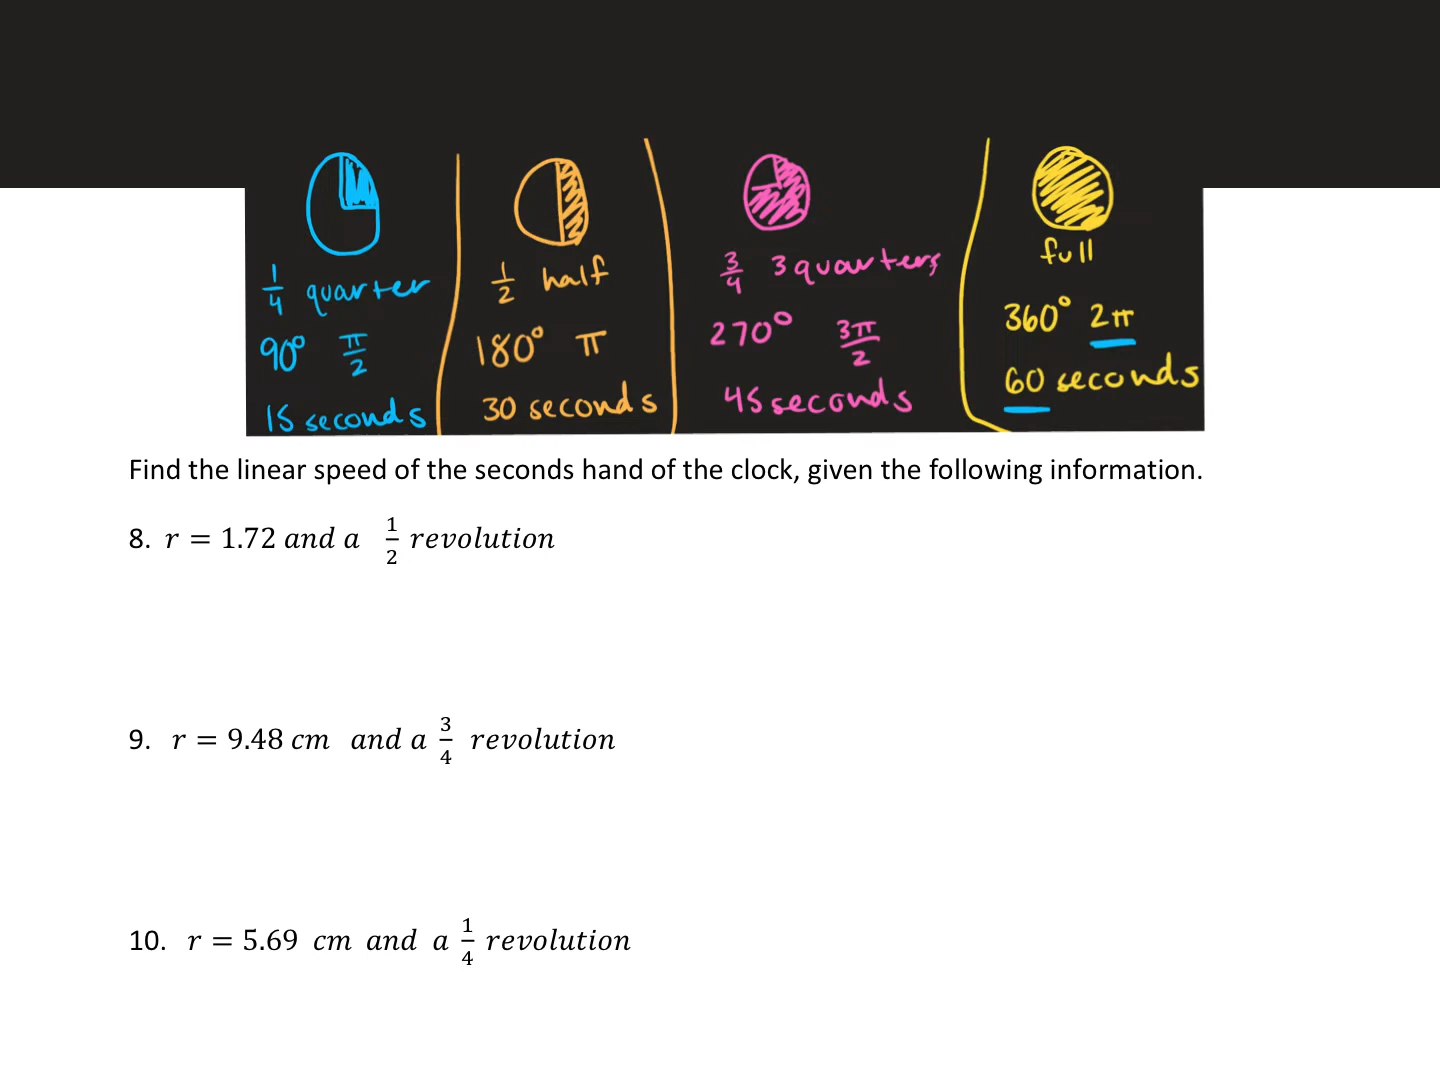 1/4 quarter
90° π/2
15 seconds
1/2 half
180° π
30 seconds
3/4 3 quarters
270° 3π/2
45 seconds
full
360° 2π
60 seconds
Find the linear speed of the seconds hand of the clock, given the following information.
8. r = 1.72 and a 1/2 revolution
9. r = 9.48 cm and a 3/4 revolution
10. r = 5.69 cm and a 1/4 revolution